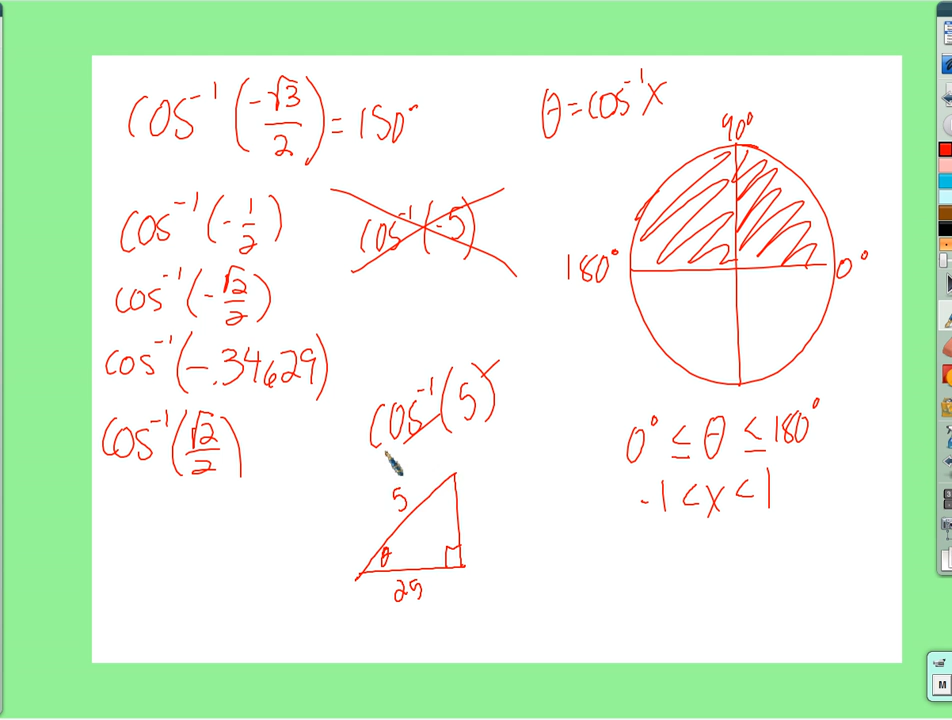 cos⁻¹(-√3/2) = 150°
θ = cos⁻¹x
90°
cos⁻¹(-1/2)
cos⁻¹(-5)
180°
0°
cos⁻¹(-√2/2)
cos⁻¹(-.34629)
cos⁻¹(5)
cos⁻¹(√2/2)
0° ≤ θ ≤ 180°
-1 < x < 1
5
θ
25
M